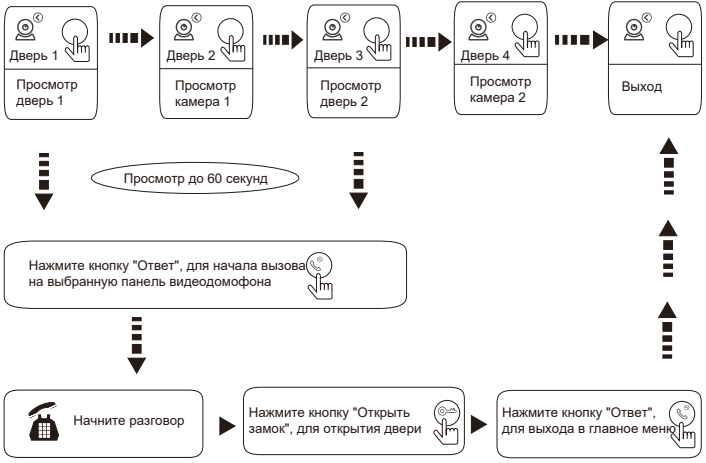 Дверь 1
Просмотр
дверь 1
Дверь 2
Просмотр
камера 1
Дверь 3
Просмотр
дверь 2
Дверь 4
Просмотр
камера 2
Выход
Просмотр до 60 секунд
Нажмите кнопку "Ответ", для начала вызова
на выбранную панель видеодомофона
Начните разговор
Нажмите кнопку "Открыть
замок", для открытия двери
Нажмите кнопку "Ответ",
для выхода в главное меню